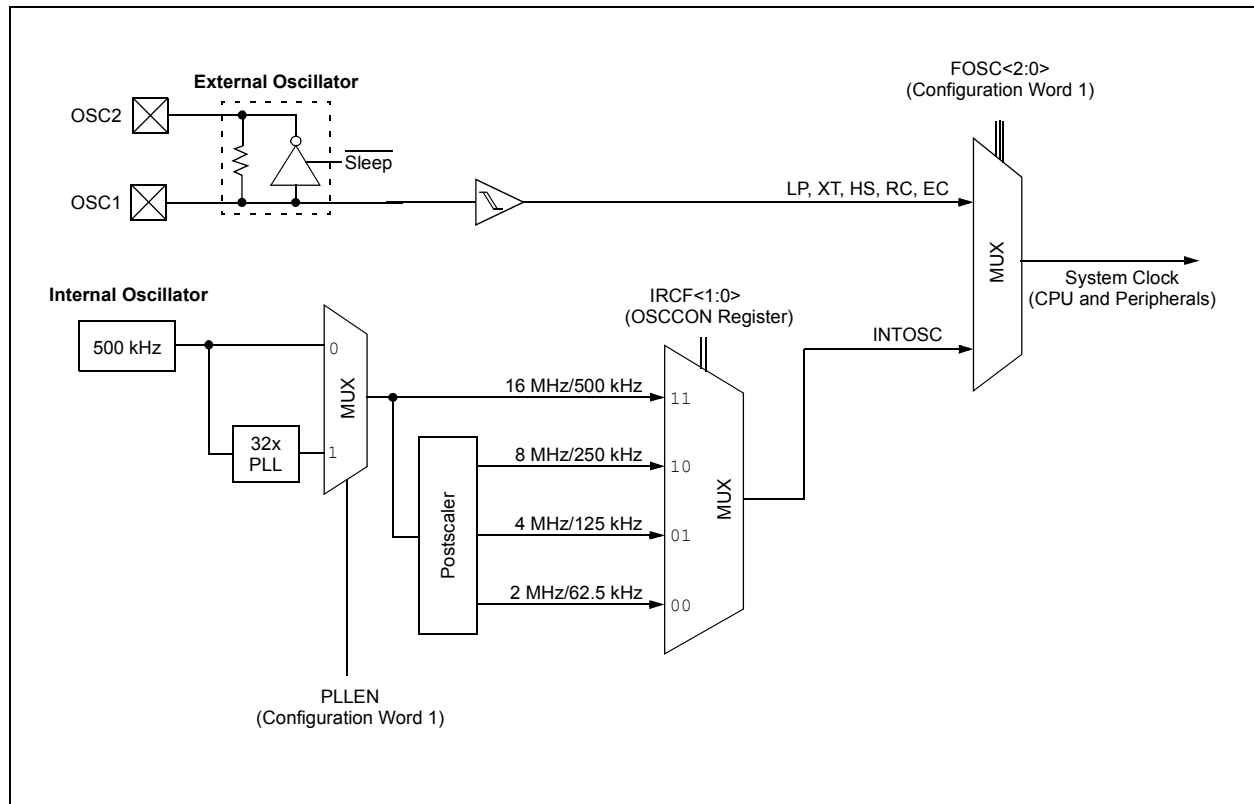 FOSC<2:0>
(Configuration Word 1)
External Oscillator
OSC2
Sleep
OSC1
LP, XT, HS, RC, EC
MUX
System Clock
(CPU and Peripherals)
Internal Oscillator
500 kHz
0
MUX
1
32x
PLL
IRCF<1:0>
(OSCCON Register)
INTOSC
16 MHz/500 kHz
11
8 MHz/250 kHz
10
MUX
Postscaler
4 MHz/125 kHz
01
2 MHz/62.5 kHz
00
PLLEN
(Configuration Word 1)